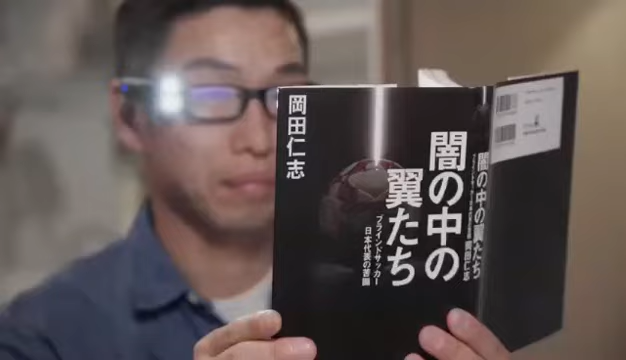 闇の中の
翼たち
ブラインドサッカー
日本代表の苦闘
岡田仁志
闇の中の翼たち
岡田仁志